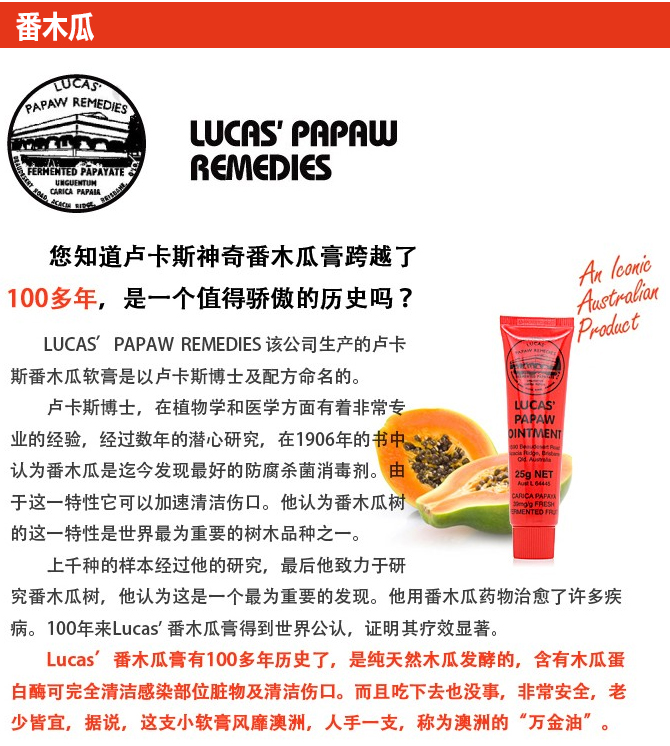 番木瓜
LUCAS'
PAPAW REMEDIES
FERMENTED PAPAYATE
UNGUENTUM
CARICA PAPAIA
BEAUDESERT ROAD, ACACIA RIDGE, BRISBANE,
LUCAS' PAPAW
REMEDIES
您知道卢卡斯神奇番木瓜膏跨越了
100多年，是一个值得骄傲的历史吗？
An Iconic
Australian
Product
LUCAS’ PAPAW REMEDIES 该公司生产的卢卡
斯番木瓜软膏是以卢卡斯博士及配方命名的。
卢卡斯博士，在植物学和医学方面有着非常专
业的经验，经过数年的潜心研究，在1906年的书中
认为番木瓜是迄今发现最好的防腐杀菌消毒剂。由
于这一特性它可以加速清洁伤口。他认为番木瓜树
的这一特性是世界最为重要的树木品种之一。
上千种的样本经过他的研究，最后他致力于研
究番木瓜树，他认为这是一个最为重要的发现。他用番木瓜药物治愈了许多疾
病。100年来Lucas’ 番木瓜膏得到世界公认，证明其疗效显著。
LUCAS'
PAPAW REMEDIES
LUCAS'
PAPAW
OINTMENT
Acacia Ridge, Brisbane
Qld. Australia
25g NET
Aust L 64445
CARICA PAPAYA
39mg/g FRESH
FERMENTED FRUIT
Lucas’ 番木瓜膏有100多年历史了，是纯天然木瓜发酵的，含有木瓜蛋
白酶可完全清洁感染部位脏物及清洁伤口。而且吃下去也没事，非常安全，老
少皆宜，据说，这支小软膏风靡澳洲，人手一支，称为澳洲的“万金油”。